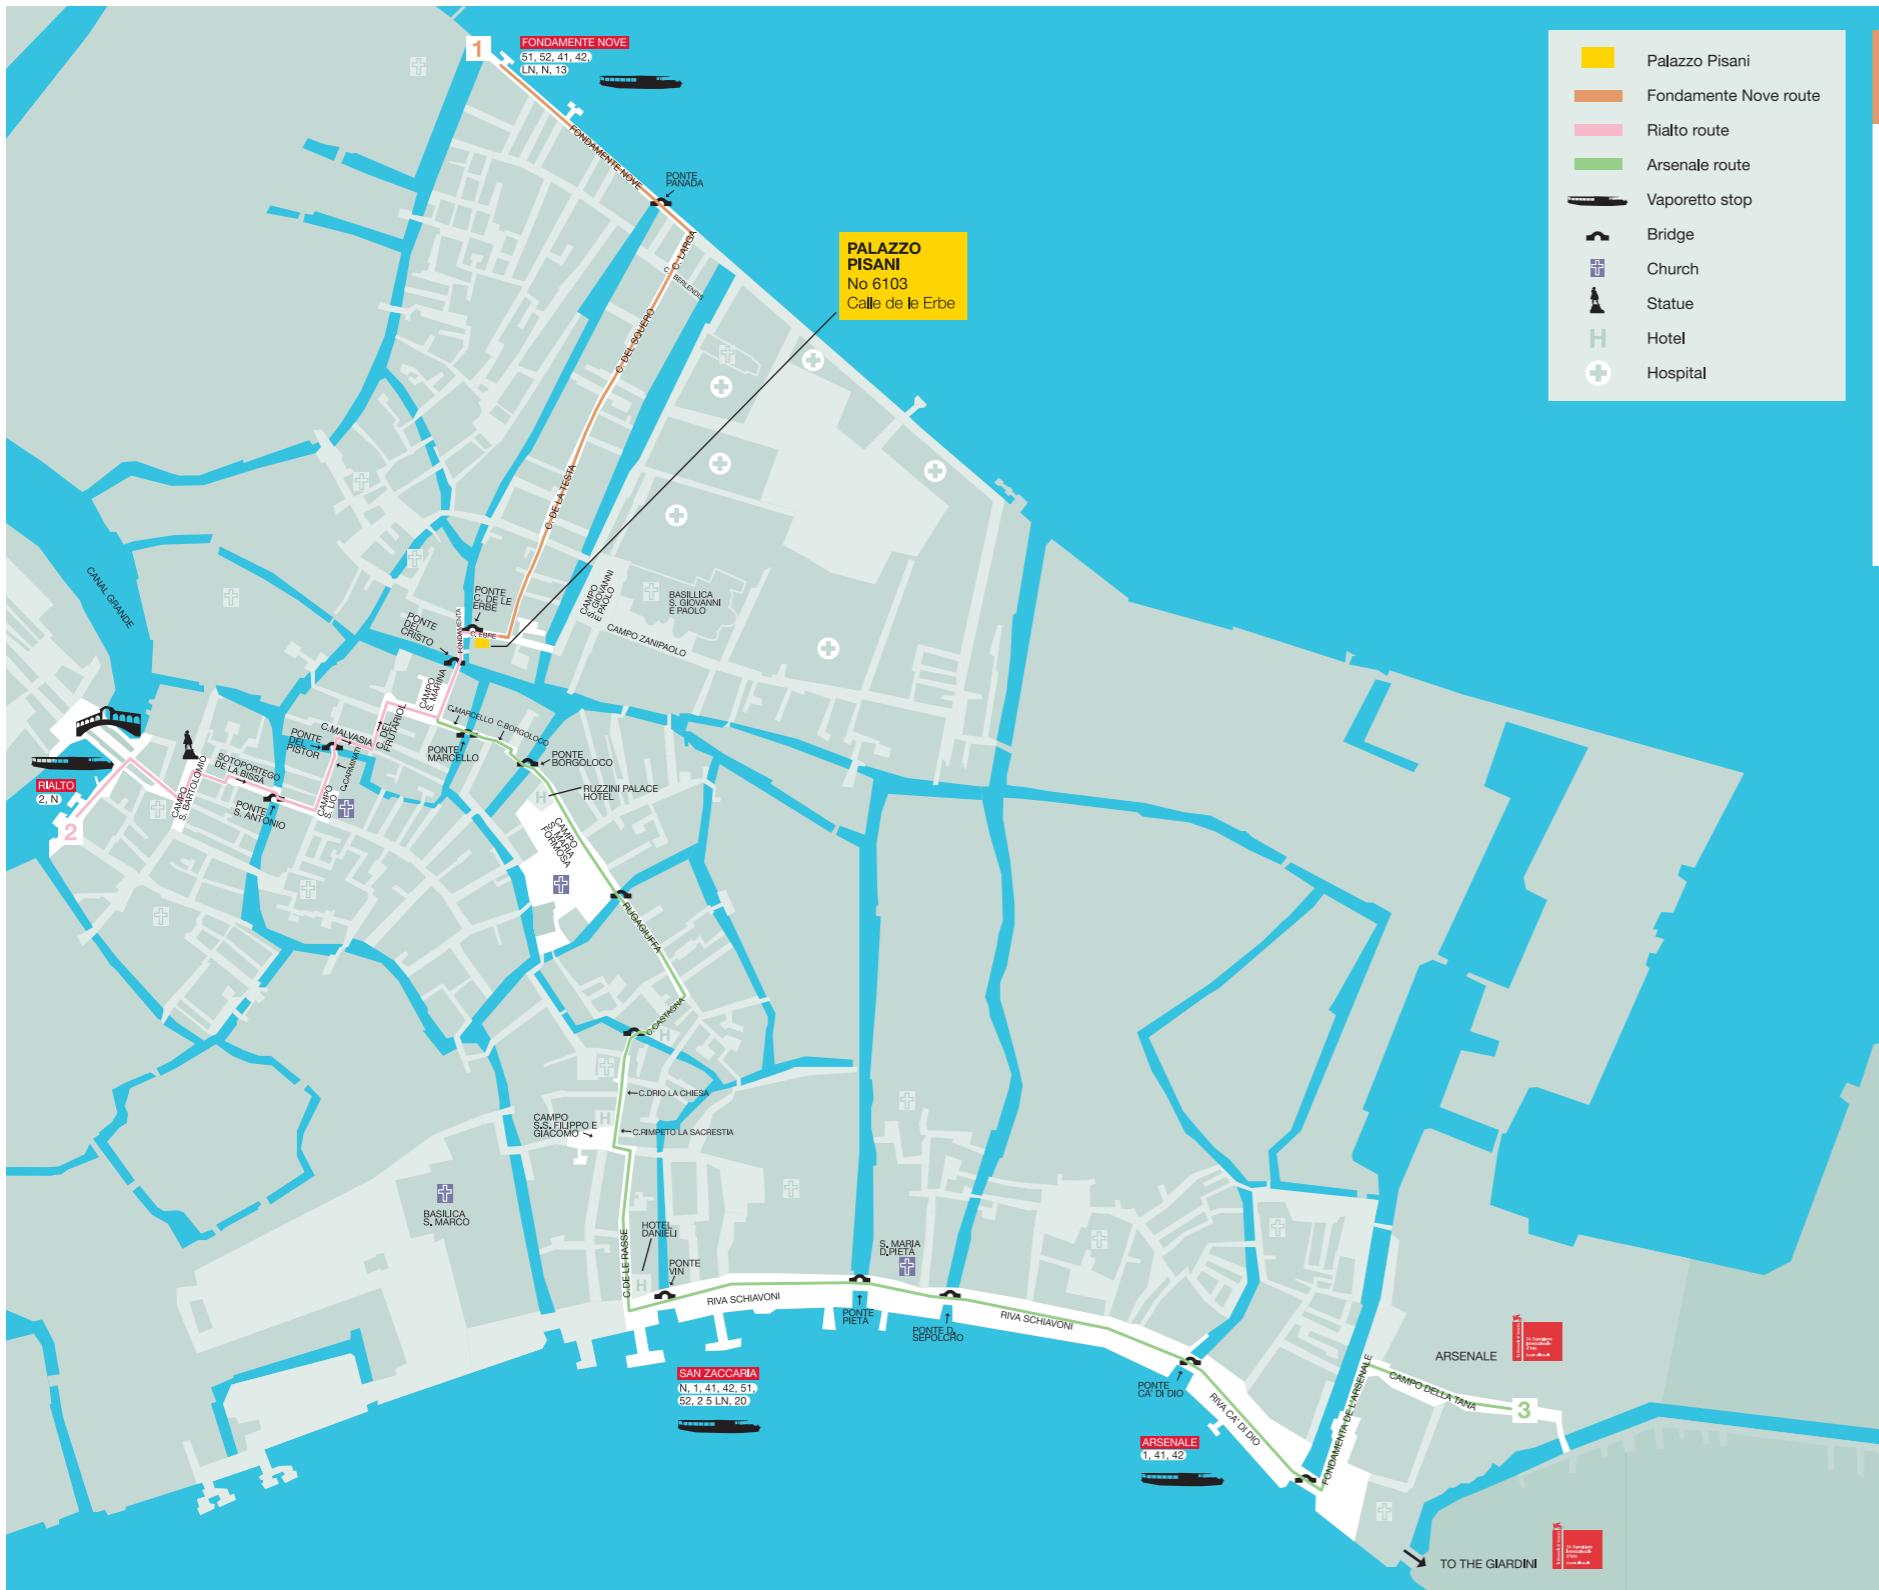 1
FONDAMENTE NOVE
51, 52, 41, 42,
LN, N, 13
FONDAMENTE NOVE
PONTE
PANADA
C. LARGA
C. BERLENDIS
C. DEL SQUERO
C. DE LA TESTA
PALAZZO
PISANI
No 6103
Calle de le Erbe
Palazzo Pisani
Fondamente Nove route
Rialto route
Arsenale route
Vaporetto stop
Bridge
Church
Statue
H
Hotel
Hospital
CANAL GRANDE
PONTE
C. DE LE
ERBE
PONTE
DEL
CRISTO
FONDAMENTA
C. EBRE
CAMPO
S. GIOVANNI
E PAOLO
BASILLICA
S. GIOVANNI
E PAOLO
CAMPO ZANIPAOLO
CAMPO
S. MARINA
C.MARCELLO
C.BORGOLOCO
C. DEL
FRUTARIOL
C.MALVASIA
PONTE
DEL
PISTOR
C.CARMINATI
PONTE
MARCELLO
PONTE
BORGOLOCO
RUZZINI PALACE
HOTEL
H
SOTOPORTEGO
DE LA BISSA
RIALTO
2, N
2
CAMPO
S. BARTOLOMIO
PONTE
S. ANTONIO
CAMPO
S. LIO
CAMPO
S. MARIA
FORMOSA
RUGAGIUFFA
C.CASTAGNA
H
C.DRIO LA CHIESA
H
CAMPO
S.S. FILIPPO E
GIACOMO
C.RIMPETO LA SACRESTIA
BASILICA
S. MARCO
C.DE LE RASSE
HOTEL
DANIELI
H
PONTE
VIN
RIVA SCHIAVONI
S. MARIA
D.PIETÀ
PONTE
PIETÀ
PONTE D.
SEPOLCRO
RIVA SCHIAVONI
SAN ZACCARIA
N, 1, 41, 42, 51,
52, 2 5 LN, 20
PONTE
CA' DI DIO
RIVA CA' DI DIO
ARSENALE
1, 41, 42
FONDAMENTA DE L'ARSENALE
CAMPO DELLA TANA
3
ARSENALE
TO THE GIARDINI